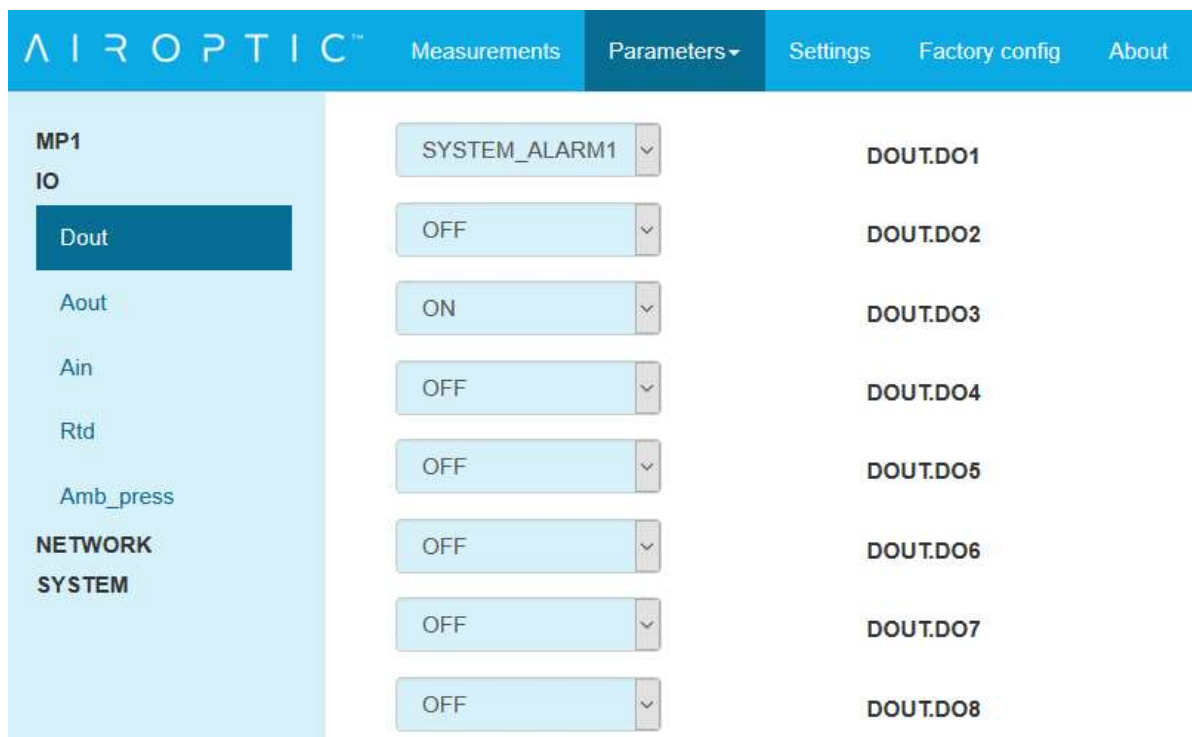 AIROPTIC™ Measurements Parameters Settings Factory config About
MP1
IO
Dout
Aout
Ain
Rtd
Amb_press
NETWORK
SYSTEM
SYSTEM_ALARM1 DOUT.DO1
OFF DOUT.DO2
ON DOUT.DO3
OFF DOUT.DO4
OFF DOUT.DO5
OFF DOUT.DO6
OFF DOUT.DO7
OFF DOUT.DO8